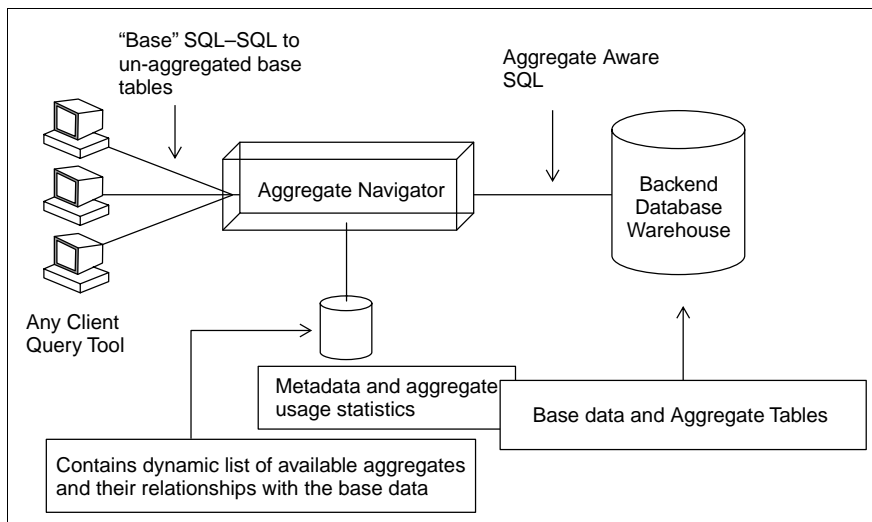 “Base” SQL–SQL to
un-aggregated base
tables
Aggregate Aware
SQL
Aggregate Navigator
Backend
Database
Warehouse
Any Client
Query Tool
Metadata and aggregate
usage statistics
Base data and Aggregate Tables
Contains dynamic list of available aggregates
and their relationships with the base data